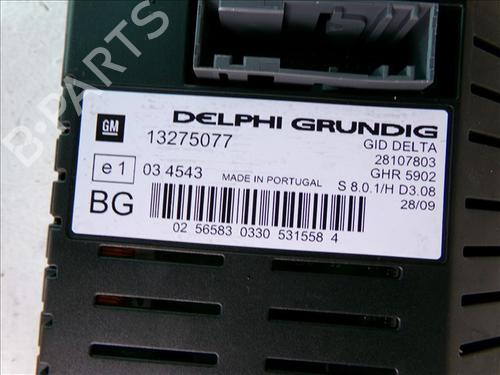 B-PARTS
GM
DELPHI GRUNDIG
13275077
GID DELTA
28107803
e 1
03 4543
GHR 5902
MADE IN PORTUGAL
S 8.0.1/H D3.08
28/09
BG
02 56583 0330 531558 4